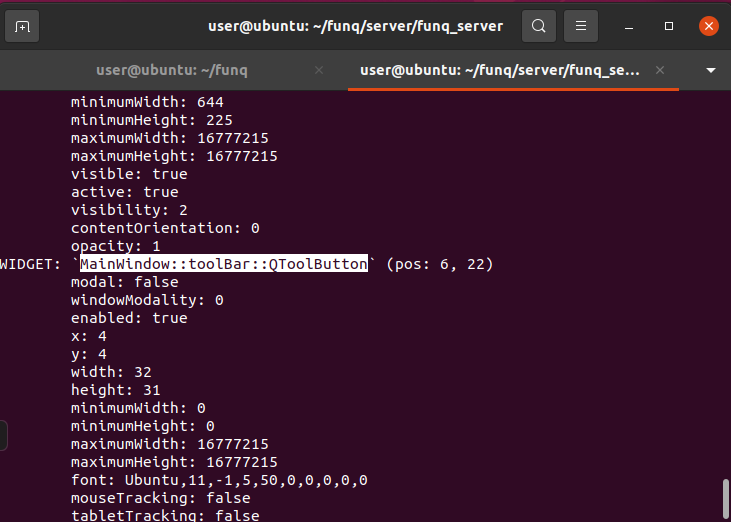 user@ubuntu: ~/funq/server/funq_server
user@ubuntu: ~/funq
user@ubuntu: ~/funq/server/funq_se...
minimumWidth: 644
minimumHeight: 225
maximumWidth: 16777215
maximumHeight: 16777215
visible: true
active: true
visibility: 2
contentOrientation: 0
opacity: 1
WIDGET: `MainWindow::toolBar::QToolButton` (pos: 6, 22)
modal: false
windowModality: 0
enabled: true
x: 4
y: 4
width: 32
height: 31
minimumWidth: 0
minimumHeight: 0
maximumWidth: 16777215
maximumHeight: 16777215
font: Ubuntu,11,-1,5,50,0,0,0,0,0
mouseTracking: false
tabletTracking: false